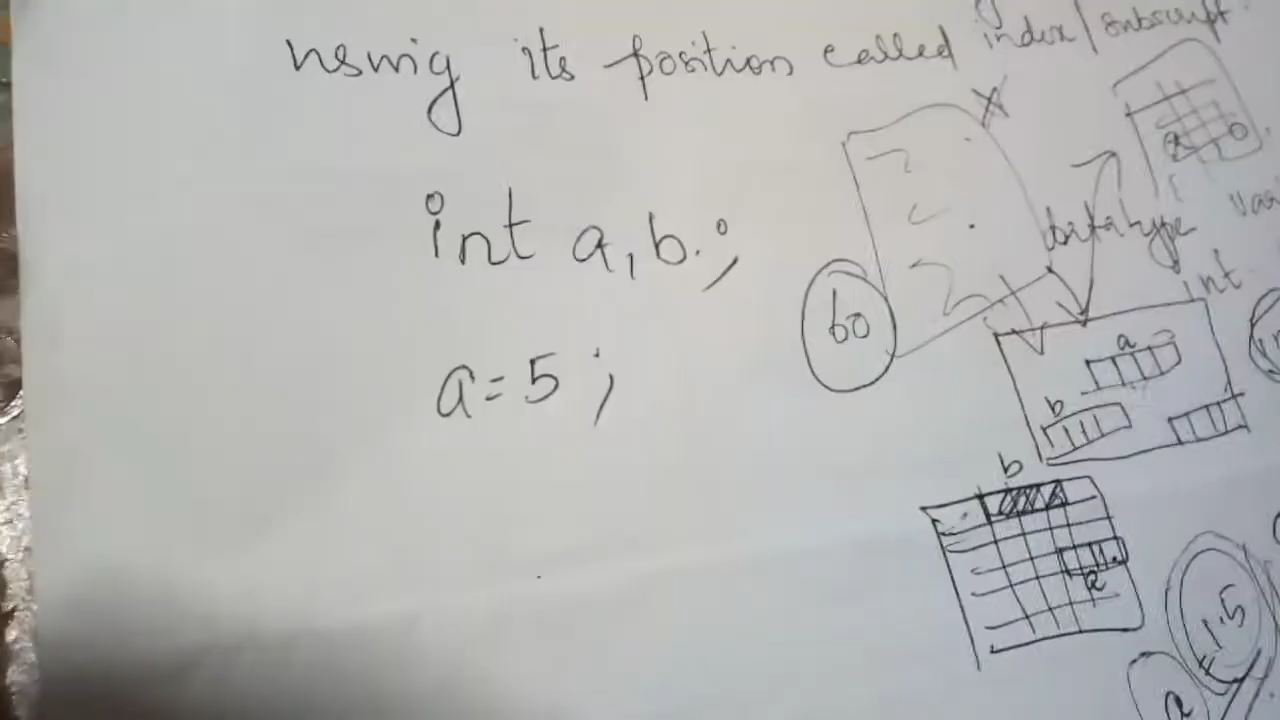 using its position called index/subscript
int a, b;
a = 5;
60
datatype
int
a
b
b
a
1.5
a